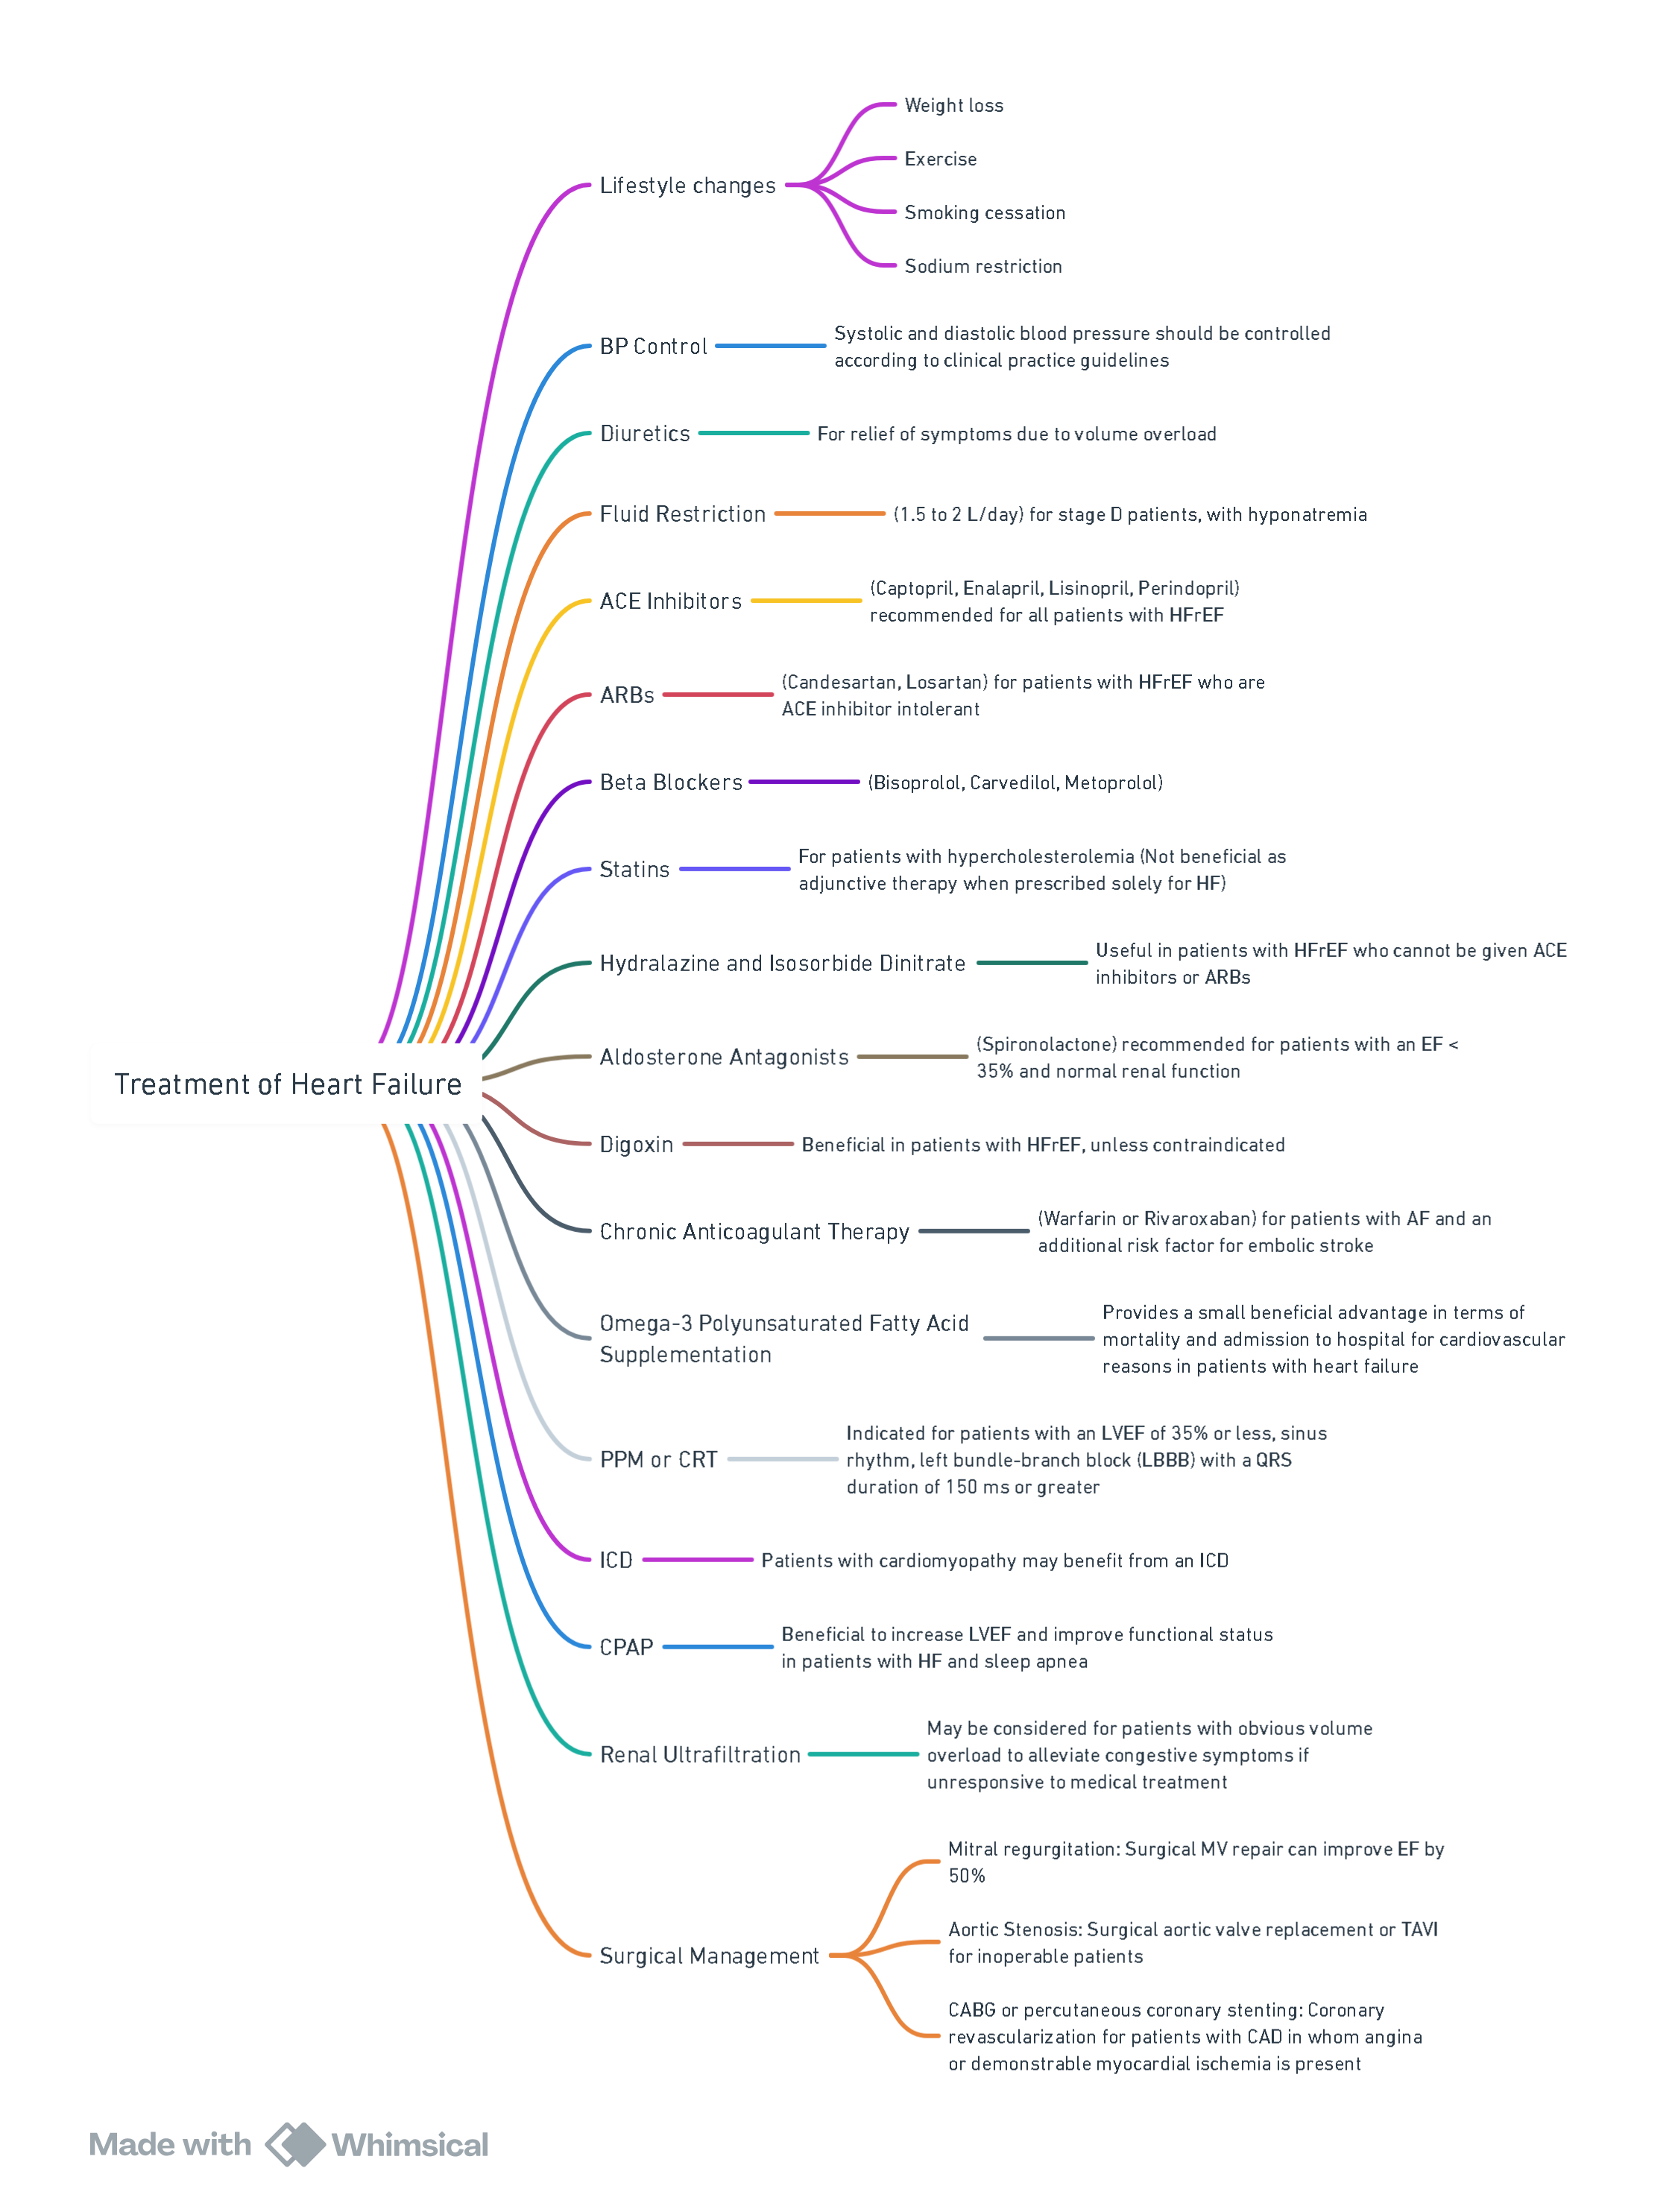 Weight loss
Exercise
Lifestyle changes
Smoking cessation
Sodium restriction
BP Control
Systolic and diastolic blood pressure should be controlled
according to clinical practice guidelines
Diuretics
For relief of symptoms due to volume overload
Fluid Restriction
(1.5 to 2 L/day) for stage D patients, with hyponatremia
ACE Inhibitors
(Captopril, Enalapril, Lisinopril, Perindopril)
recommended for all patients with HFrEF
ARBs
(Candesartan, Losartan) for patients with HFrEF who are
ACE inhibitor intolerant
Beta Blockers
(Bisoprolol, Carvedilol, Metoprolol)
Statins
For patients with hypercholesterolemia (Not beneficial as
adjunctive therapy when prescribed solely for HF)
Hydralazine and Isosorbide Dinitrate
Useful in patients with HFrEF who cannot be given ACE
inhibitors or ARBs
Treatment of Heart Failure
Aldosterone Antagonists
(Spironolactone) recommended for patients with an EF <
35% and normal renal function
Digoxin
Beneficial in patients with HFrEF, unless contraindicated
Chronic Anticoagulant Therapy
(Warfarin or Rivaroxaban) for patients with AF and an
additional risk factor for embolic stroke
Omega-3 Polyunsaturated Fatty Acid
Supplementation
Provides a small beneficial advantage in terms of
mortality and admission to hospital for cardiovascular
reasons in patients with heart failure
PPM or CRT
Indicated for patients with an LVEF of 35% or less, sinus
rhythm, left bundle-branch block (LBBB) with a QRS
duration of 150 ms or greater
ICD
Patients with cardiomyopathy may benefit from an ICD
CPAP
Beneficial to increase LVEF and improve functional status
in patients with HF and sleep apnea
Renal Ultrafiltration
May be considered for patients with obvious volume
overload to alleviate congestive symptoms if
unresponsive to medical treatment
Surgical Management
Mitral regurgitation: Surgical MV repair can improve EF by
50%
Aortic Stenosis: Surgical aortic valve replacement or TAVI
for inoperable patients
CABG or percutaneous coronary stenting: Coronary
revascularization for patients with CAD in whom angina
or demonstrable myocardial ischemia is present
Made with Whimsical